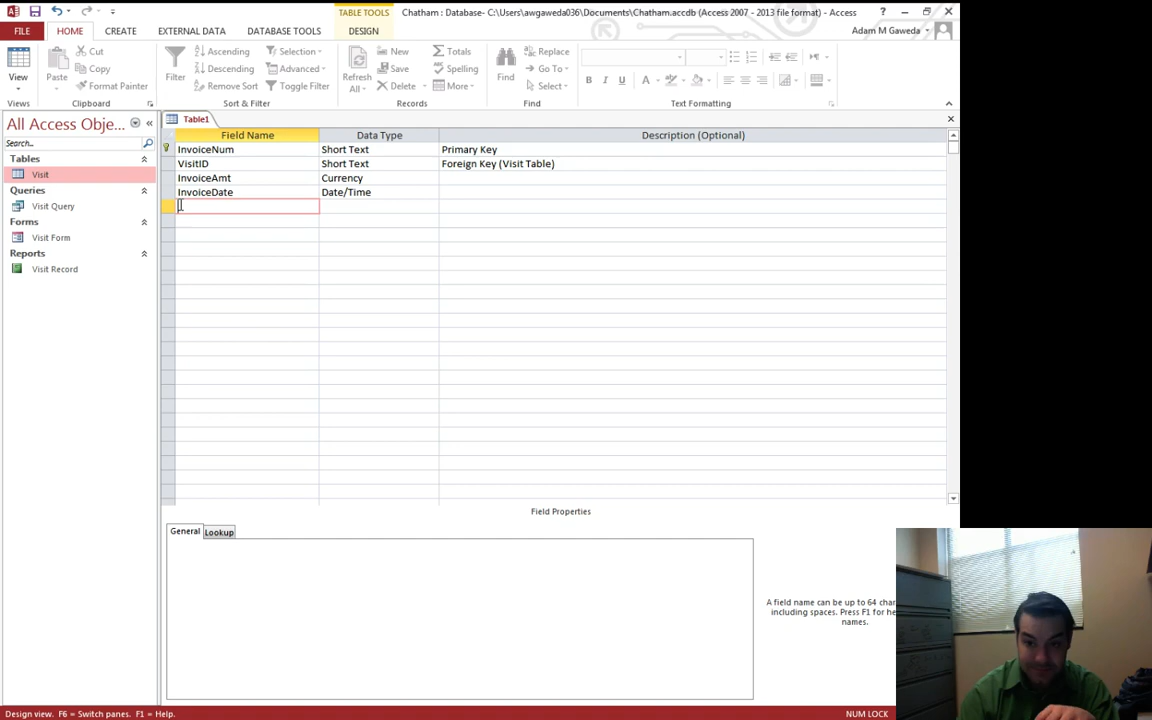 TABLE TOOLS
Chatham : Database- C:\Users\awgaweda036\Documents\Chatham.accdb (Access 2007 - 2013 file format) - Access
FILE HOME CREATE EXTERNAL DATA DATABASE TOOLS DESIGN
Adam M Gaweda
View
Paste
Cut
Copy
Format Painter
Filter
Ascending
Descending
Remove Sort
Selection
Advanced
Toggle Filter
Refresh
All
New
Save
Delete
Totals
Spelling
More
Find
Replace
Go To
Select
B I U
A
Views Clipboard Sort & Filter Records Find Text Formatting
All Access Obje...
Search...
Tables
Visit
Queries
Visit Query
Forms
Visit Form
Reports
Visit Record
Table1
Field Name Data Type Description (Optional)
InvoiceNum Short Text Primary Key
VisitID Short Text Foreign Key (Visit Table)
InvoiceAmt Currency
InvoiceDate Date/Time
Field Properties
General Lookup
A field name can be up to 64 char
including spaces. Press F1 for he
names.
Design view. F6 = Switch panes. F1 = Help.
NUM LOCK